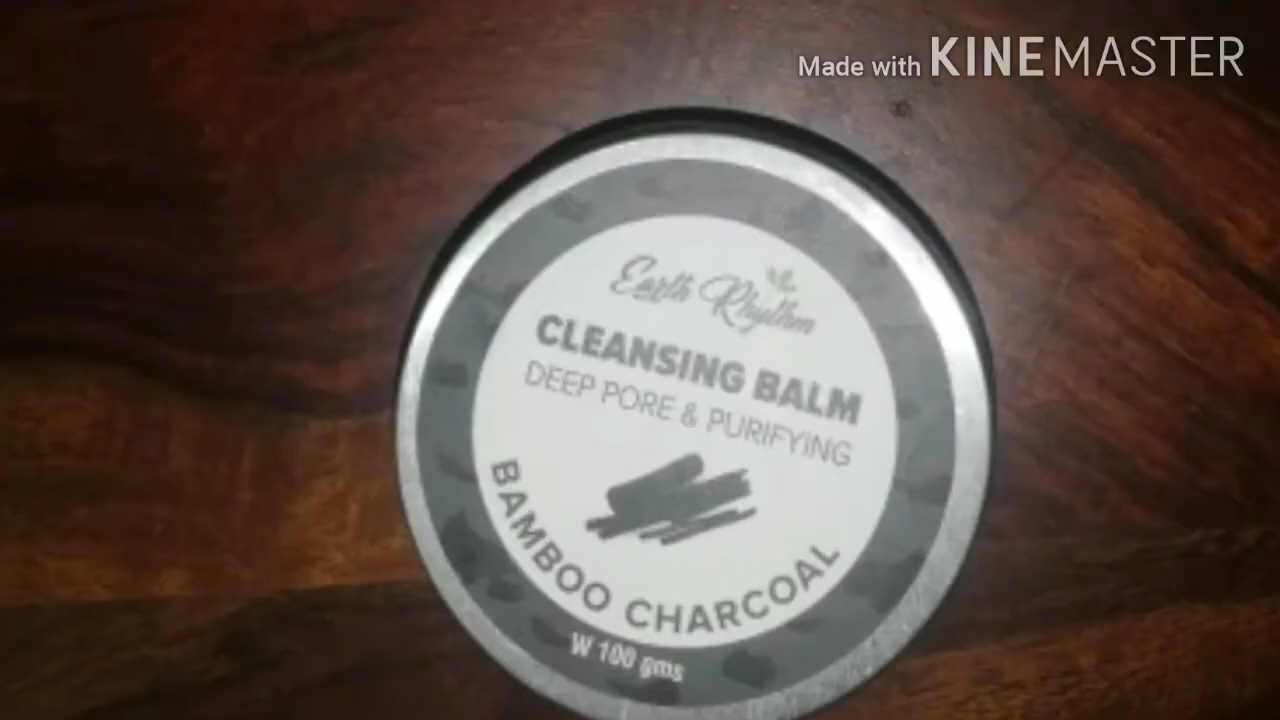 Made with KINEMASTER
Earth Rhythm
CLEANSING BALM
DEEP PORE & PURIFYING
BAMBOO CHARCOAL
W 100 gms